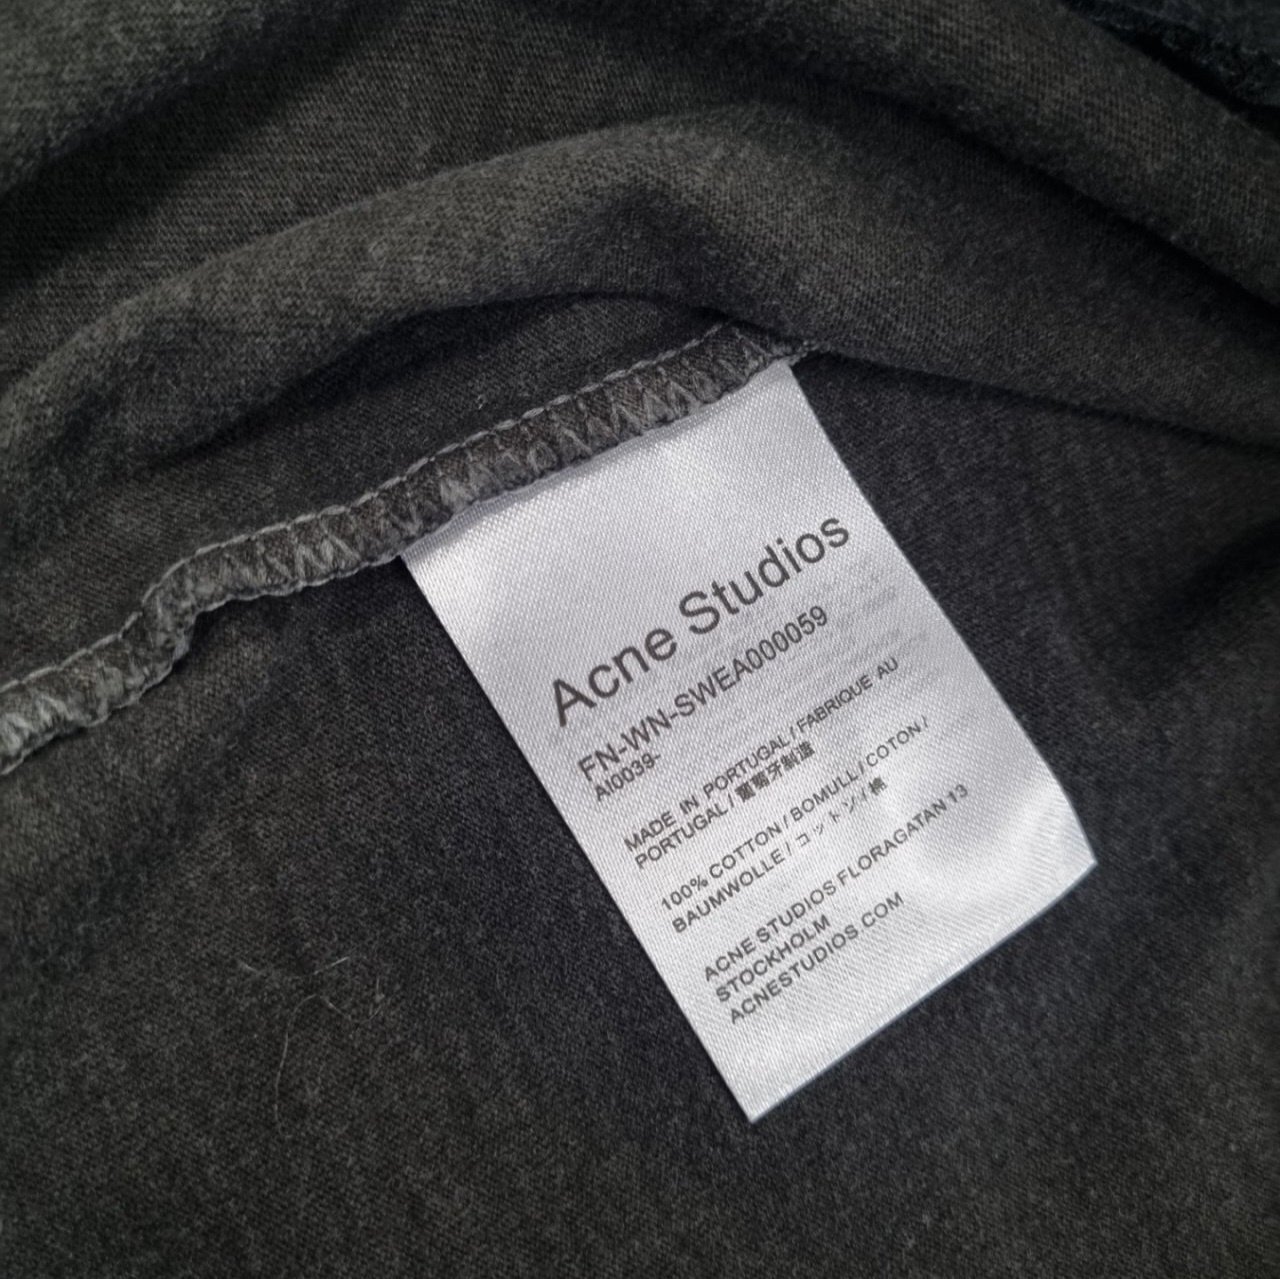 Acne Studios
FN-WN-SWEA000059
AI0039-
MADE IN PORTUGAL / FABRIQUE AU
PORTUGAL / 葡萄牙制造
100% COTTON / BOMULL / COTON /
BAUMWOLLE / コットン / 棉
ACNE STUDIOS FLORAGATAN 13
STOCKHOLM
ACNESTUDIOS.COM